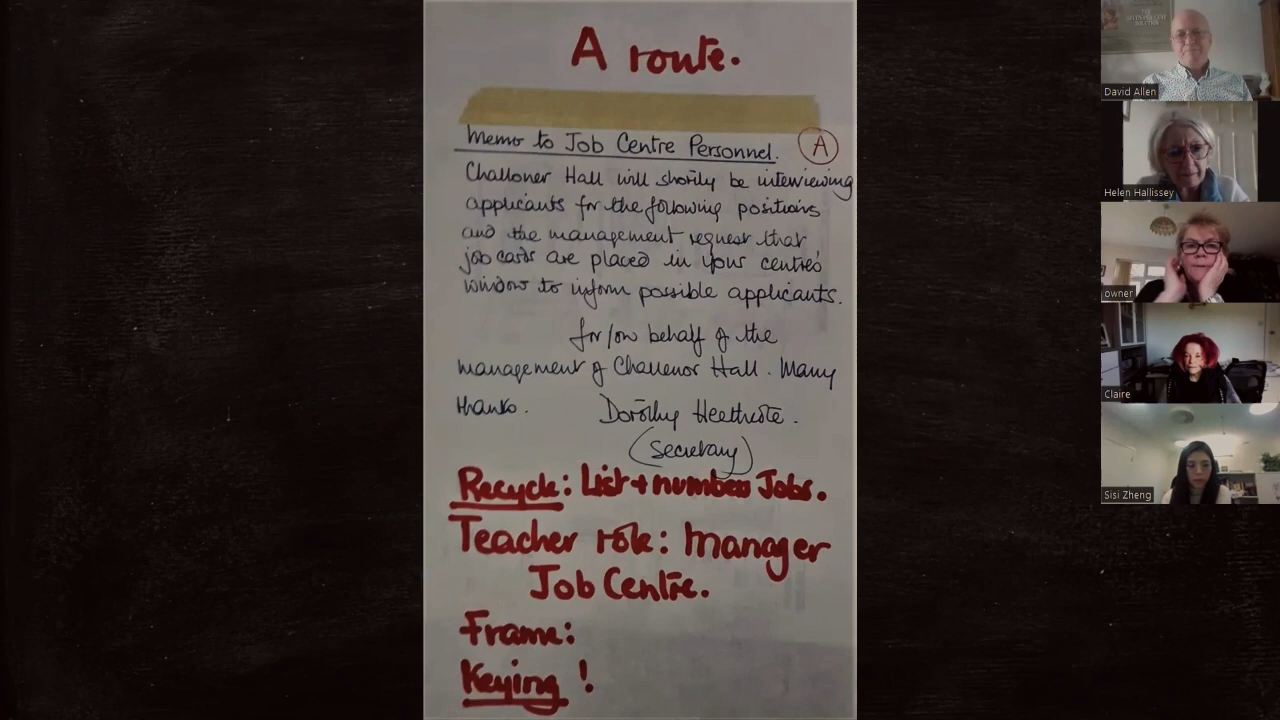 A route.
Memo to Job Centre Personnel. A
Challoner Hall will shortly be interviewing
applicants for the following positions
and the management request that
job cards are placed in your centre's
window to inform possible applicants.
for/on behalf of the
management of Challenor Hall. Many
thanks. Dorothy Heathcote.
(secretary)
Recycle: List + number Jobs.
Teacher role: Manager
Job Centre.
Frame:
Keying !
David Allen
Helen Hallissey
owner
Claire
Sisi Zheng